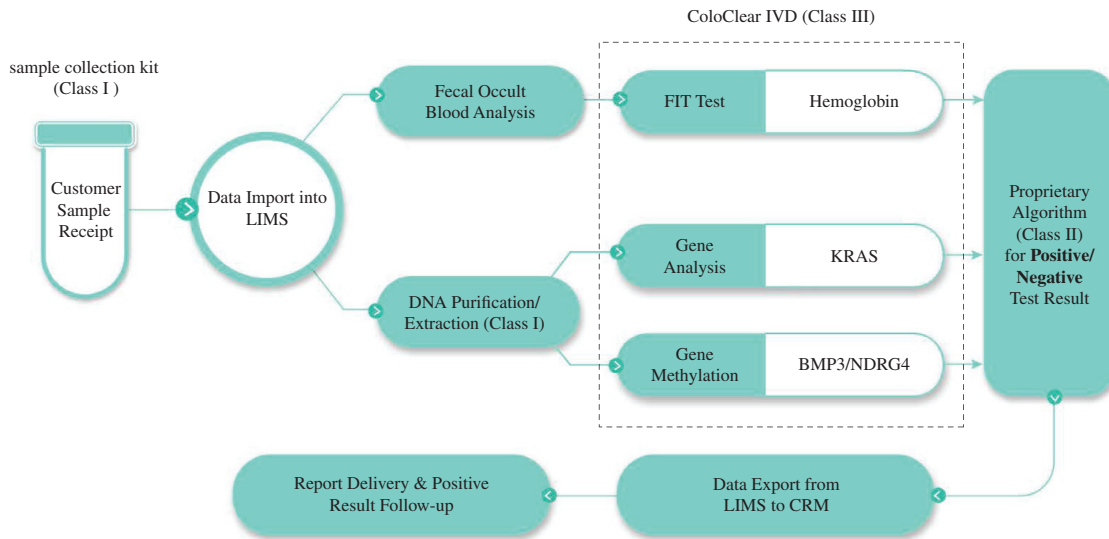 ColoClear IVD (Class III)
sample collection kit
(Class I )
Customer
Sample
Receipt
Data Import into
LIMS
Fecal Occult
Blood Analysis
FIT Test
Hemoglobin
DNA Purification/
Extraction (Class I)
Gene
Analysis
KRAS
Gene
Methylation
BMP3/NDRG4
Proprietary
Algorithm
(Class II)
for Positive/
Negative
Test Result
Report Delivery & Positive
Result Follow-up
Data Export from
LIMS to CRM